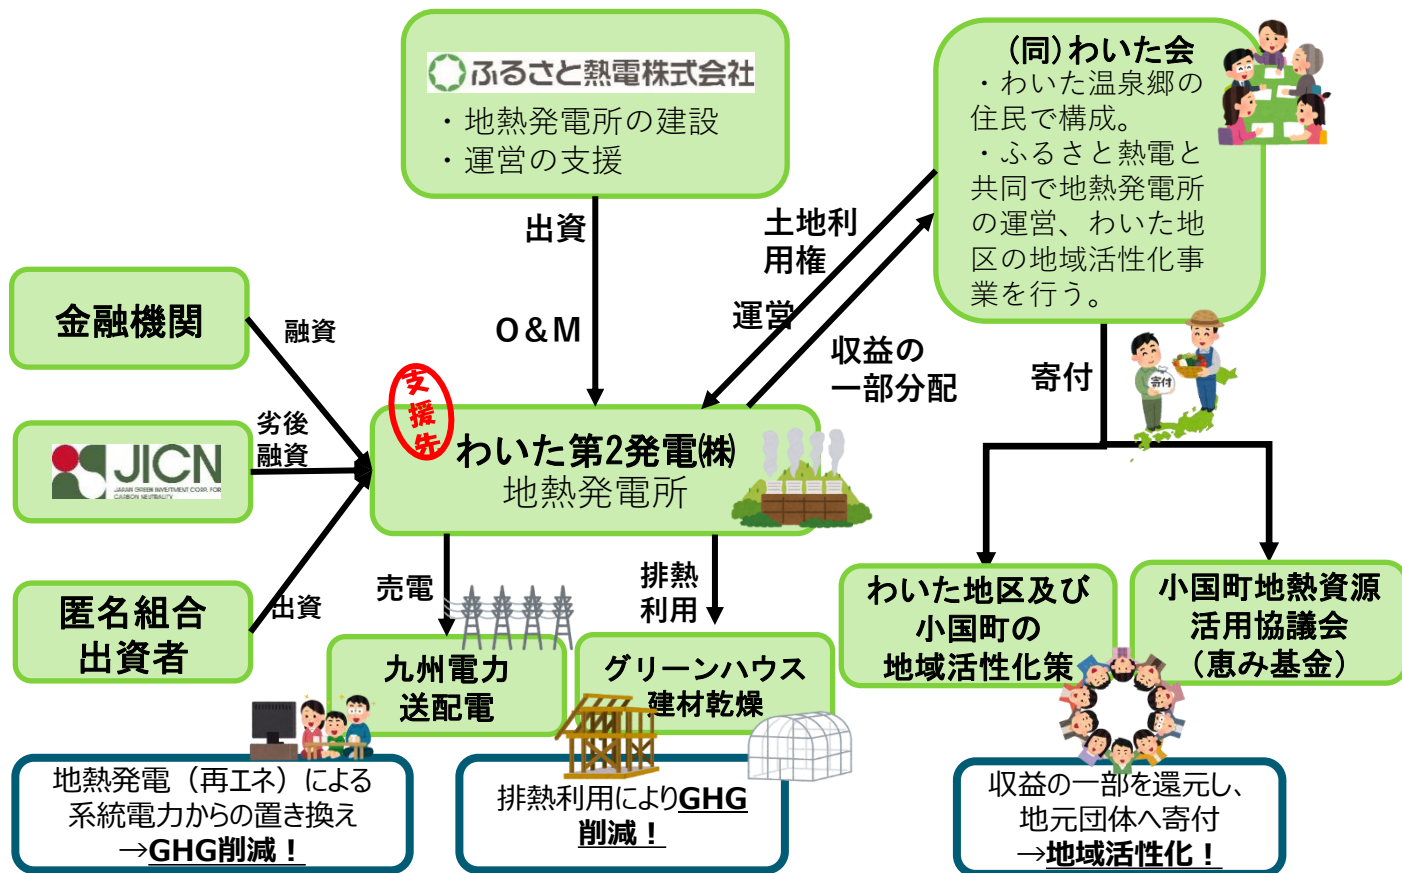 ふるさと熱電株式会社
・地熱発電所の建設
・運営の支援
(同)わいた会
・わいた温泉郷の
住民で構成。
・ふるさと熱電と
共同で地熱発電所
の運営、わいた地
区の地域活性化事
業を行う。
出資
O&M
土地利
用権
運営
収益の
一部分配
寄付
寄付
金融機関
融資
JICN
JAPAN GREEN INVESTMENT CORP. FOR
CARBON NEUTRALITY
劣後
融資
匿名組合
出資者
出資
支援先
わいた第2発電㈱
地熱発電所
売電
排熱
利用
九州電力
送配電
グリーンハウス
建材乾燥
わいた地区及び
小国町の
地域活性化策
小国町地熱資源
活用協議会
（恵み基金）
地熱発電（再エネ）による
系統電力からの置き換え
→GHG削減！
排熱利用によりGHG
削減！
収益の一部を還元し、
地元団体へ寄付
→地域活性化！